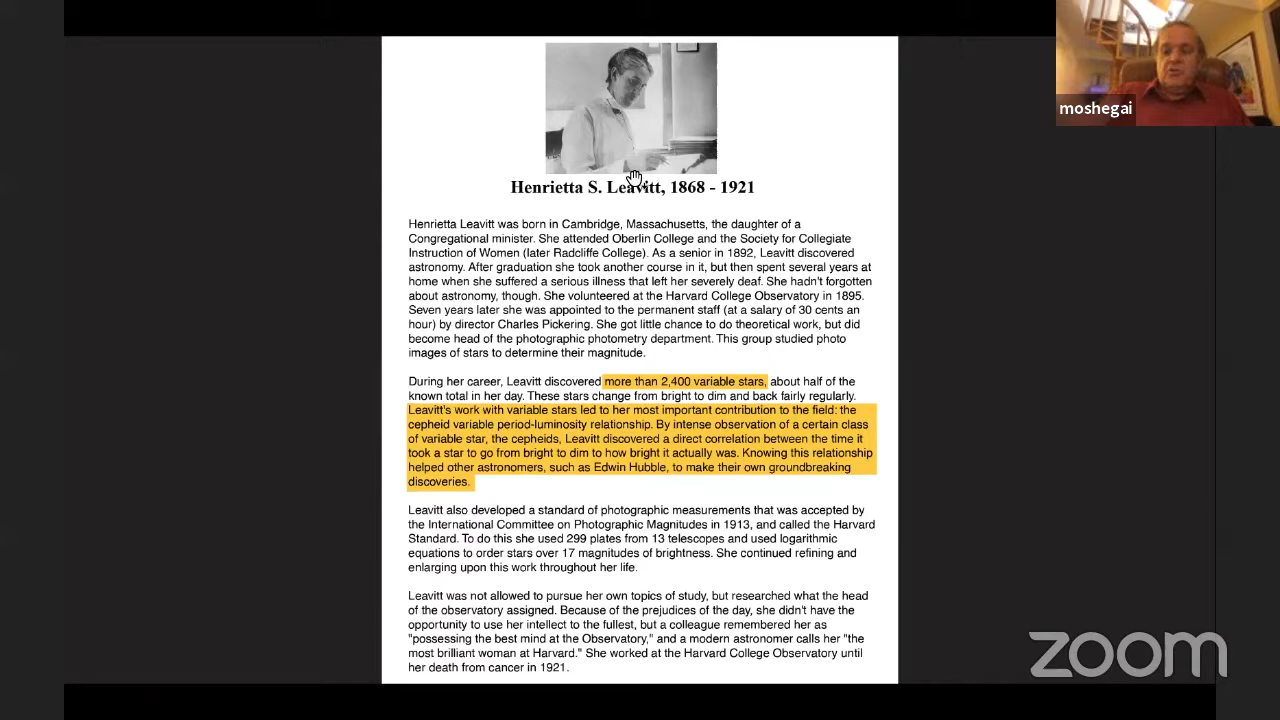 moshegai
Henrietta S. Leavitt, 1868 - 1921
Henrietta Leavitt was born in Cambridge, Massachusetts, the daughter of a
Congregational minister. She attended Oberlin College and the Society for Collegiate
Instruction of Women (later Radcliffe College). As a senior in 1892, Leavitt discovered
astronomy. After graduation she took another course in it, but then spent several years at
home when she suffered a serious illness that left her severely deaf. She hadn't forgotten
about astronomy, though. She volunteered at the Harvard College Observatory in 1895.
Seven years later she was appointed to the permanent staff (at a salary of 30 cents an
hour) by director Charles Pickering. She got little chance to do theoretical work, but did
become head of the photographic photometry department. This group studied photo
images of stars to determine their magnitude.
During her career, Leavitt discovered more than 2,400 variable stars, about half of the
known total in her day. These stars change from bright to dim and back fairly regularly.
Leavitt's work with variable stars led to her most important contribution to the field: the
cepheid variable period-luminosity relationship. By intense observation of a certain class
of variable star, the cepheids, Leavitt discovered a direct correlation between the time it
took a star to go from bright to dim to how bright it actually was. Knowing this relationship
helped other astronomers, such as Edwin Hubble, to make their own groundbreaking
discoveries.
Leavitt also developed a standard of photographic measurements that was accepted by
the International Committee on Photographic Magnitudes in 1913, and called the Harvard
Standard. To do this she used 299 plates from 13 telescopes and used logarithmic
equations to order stars over 17 magnitudes of brightness. She continued refining and
enlarging upon this work throughout her life.
Leavitt was not allowed to pursue her own topics of study, but researched what the head
of the observatory assigned. Because of the prejudices of the day, she didn't have the
opportunity to use her intellect to the fullest, but a colleague remembered her as
"possessing the best mind at the Observatory," and a modern astronomer calls her "the
most brilliant woman at Harvard." She worked at the Harvard College Observatory until
her death from cancer in 1921.
zoom